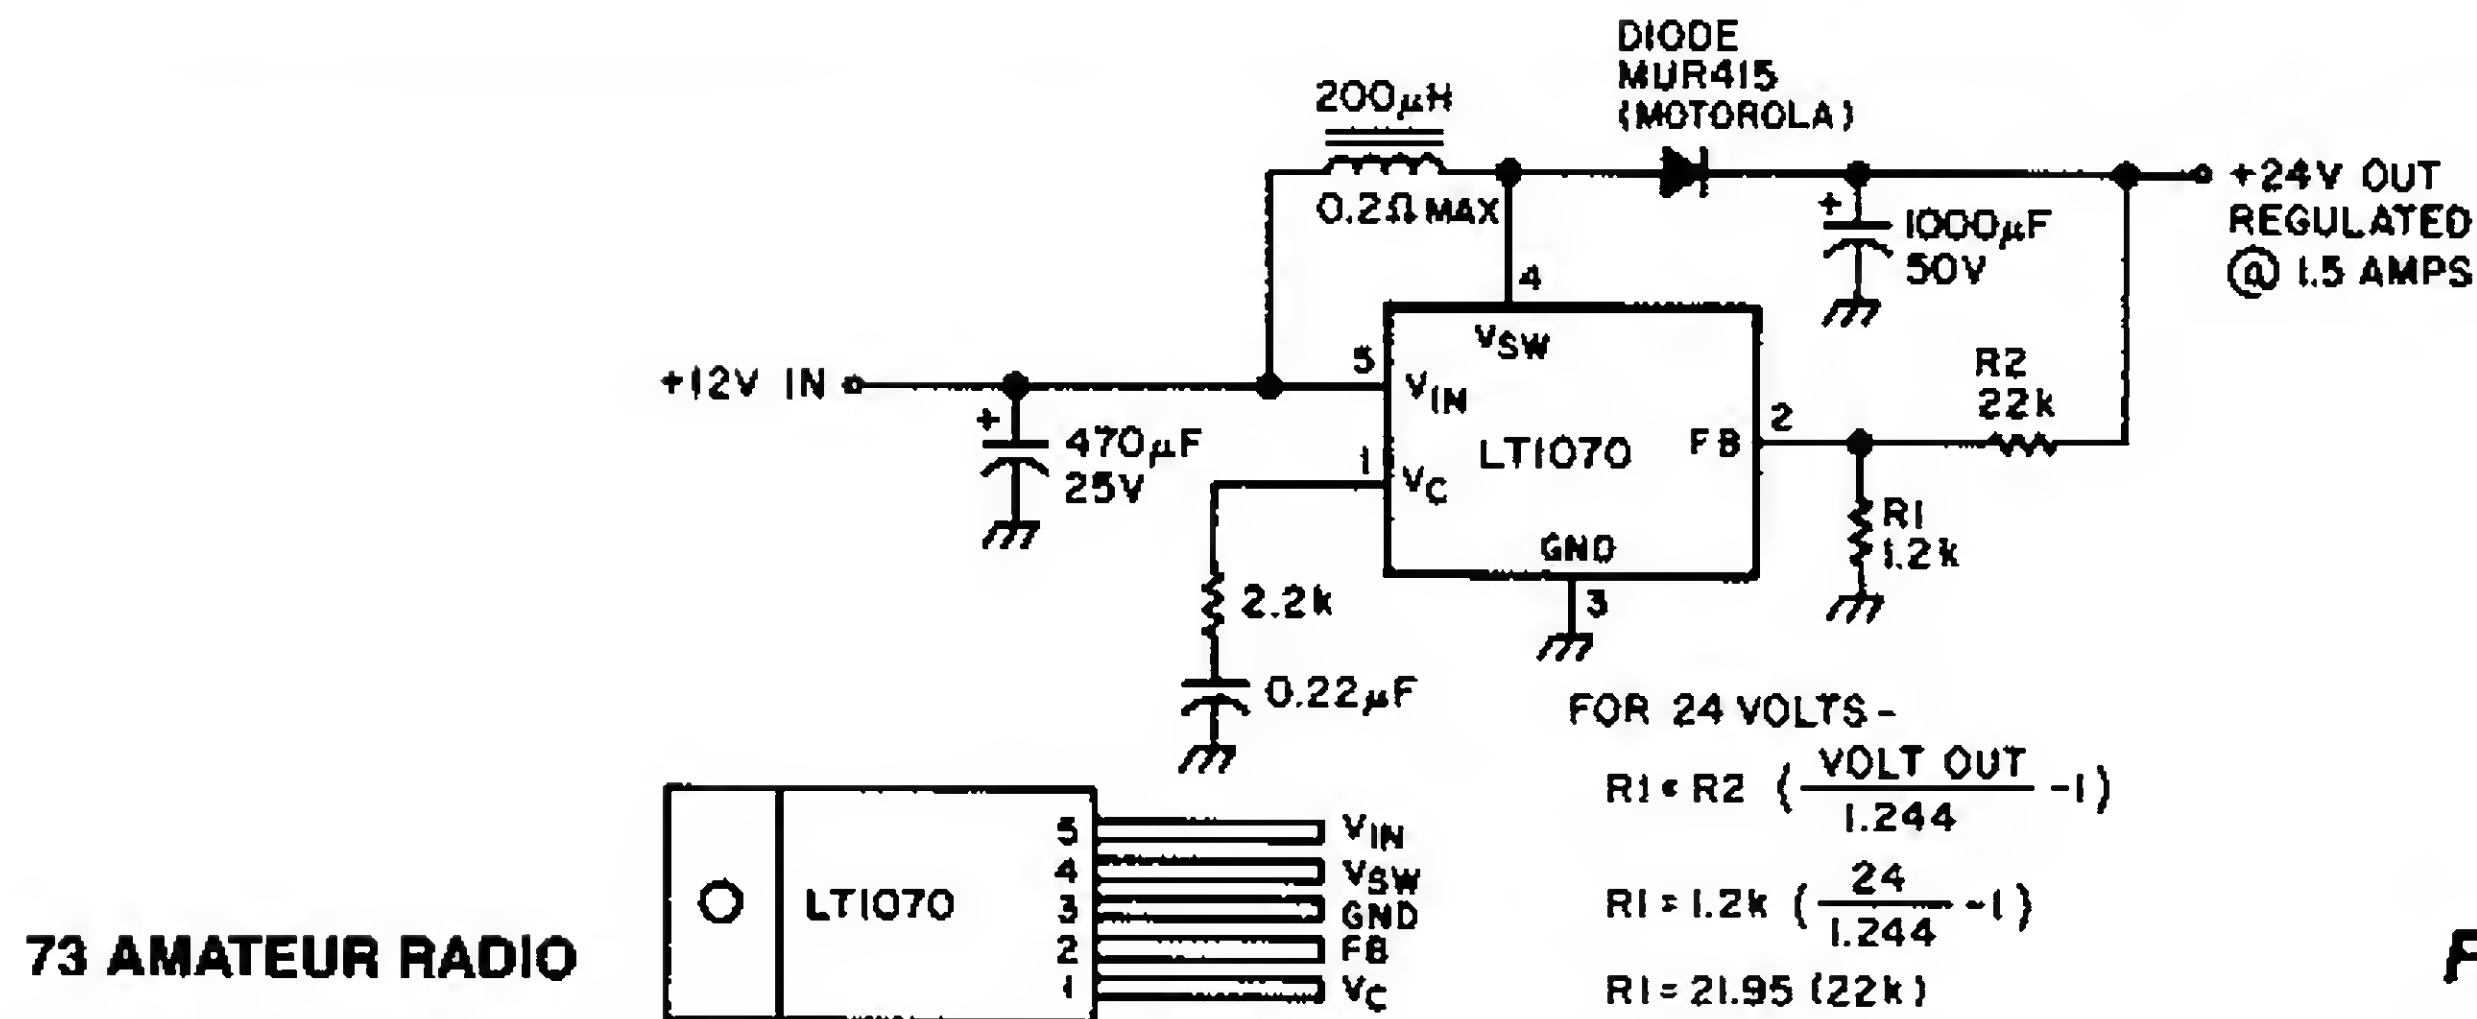 DIODE
MUR415
(MOTOROLA)
200µH
0.2Ω MAX
+24V OUT
REGULATED
@ 1.5 AMPS
+
1000µF
50V
4
VSW
5
VIN
+12V IN
+
470µF
25V
1
VC
LT1070
FB
2
R2
22k
R1
1.2k
GND
3
2.2k
0.22µF
FOR 24 VOLTS-
R1 = R2 (VOLT OUT / 1.244 -1)
R1 = 1.2k (24 / 1.244 -1)
R1 = 21.95 (22k)
LT1070
5 VIN
4 VSW
3 GND
2 FB
1 VC
73 AMATEUR RADIO